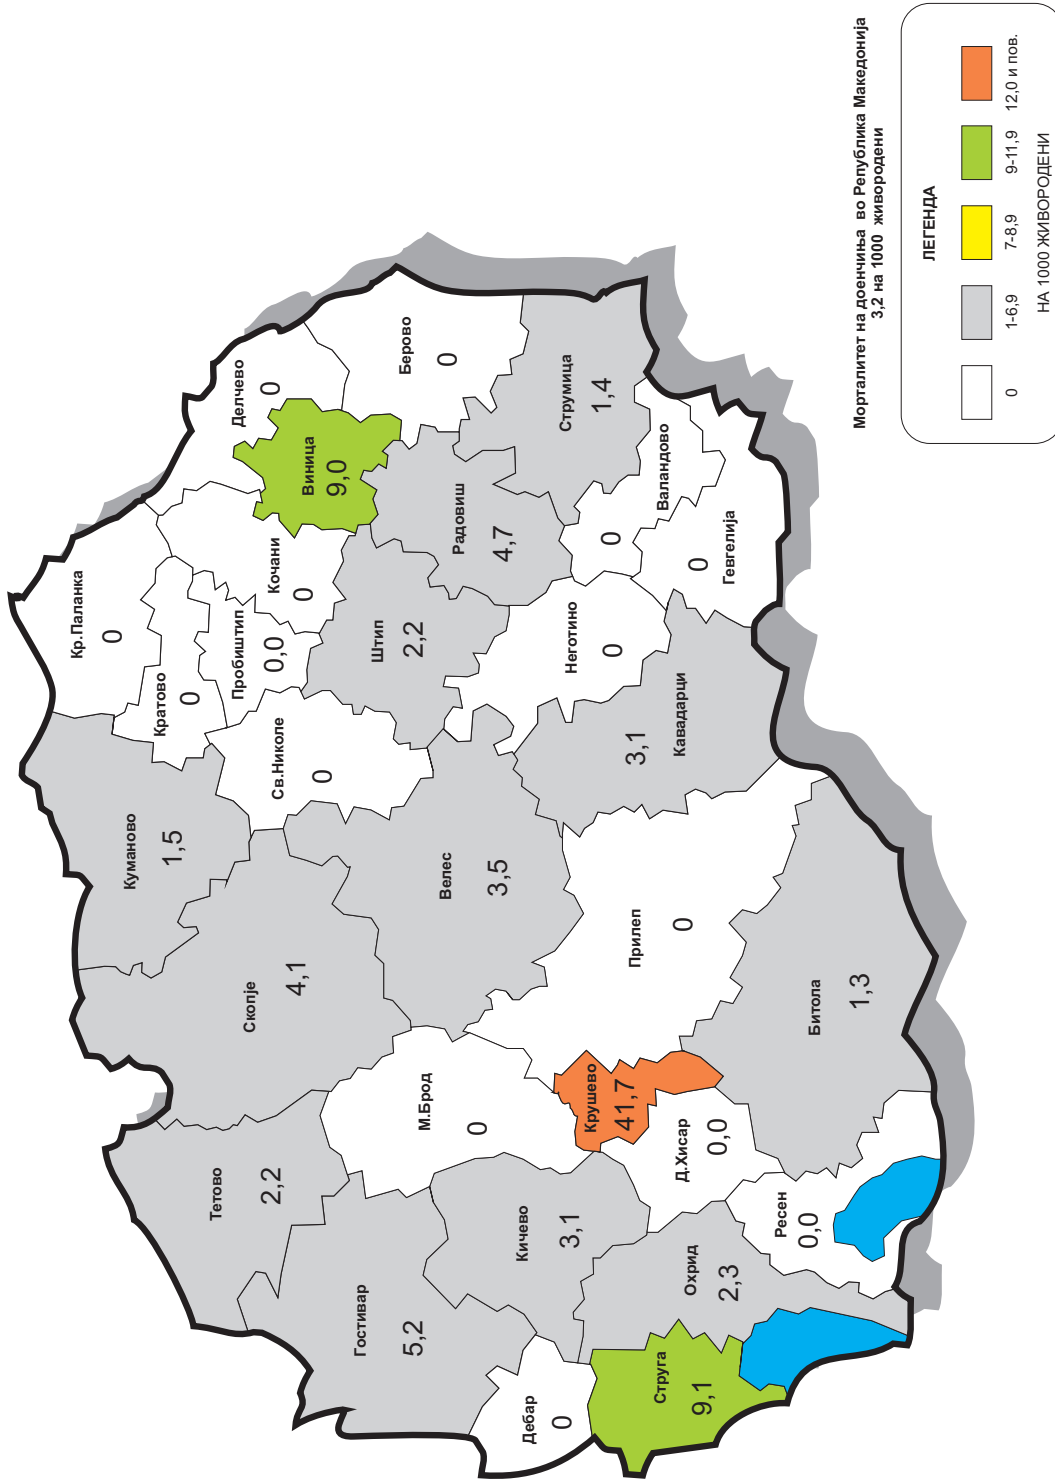 Кр.Паланка
0
Куманово
1,5
Кратово
0
Пробиштип
0,0
Делчево
0
Кочани
0
Виница
9,0
Берово
0
Св.Николе
0
Штип
2,2
Скопје
4,1
Тетово
2,2
Радовиш
4,7
Струмица
1,4
Велес
3,5
Гостивар
5,2
М.Брод
0
Неготино
0
Валандово
0
Гевгелија
0
Кавадарци
3,1
Кичево
3,1
Дебар
0
Крушево
41,7
Прилеп
0
Д.Хисар
0,0
Струга
9,1
Охрид
2,3
Ресен
0,0
Битола
1,3
Морталитет на доенчиња во Република Македонија
3,2 на 1000 живородени
ЛЕГЕНДА
0
1-6,9
7-8,9
9-11,9
12,0 и пов.
НА 1000 ЖИВОРОДЕНИ